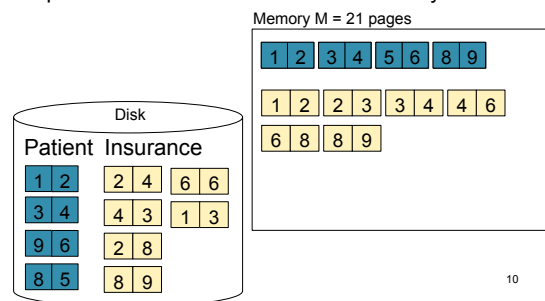 Memory M = 21 pages
1 2 3 4 5 6 8 9
1 2 2 3 3 4 4 6
6 8 8 9
Disk
Patient Insurance
1 2 2 4 6 6
3 4 4 3 1 3
9 6 2 8
8 5 8 9
10